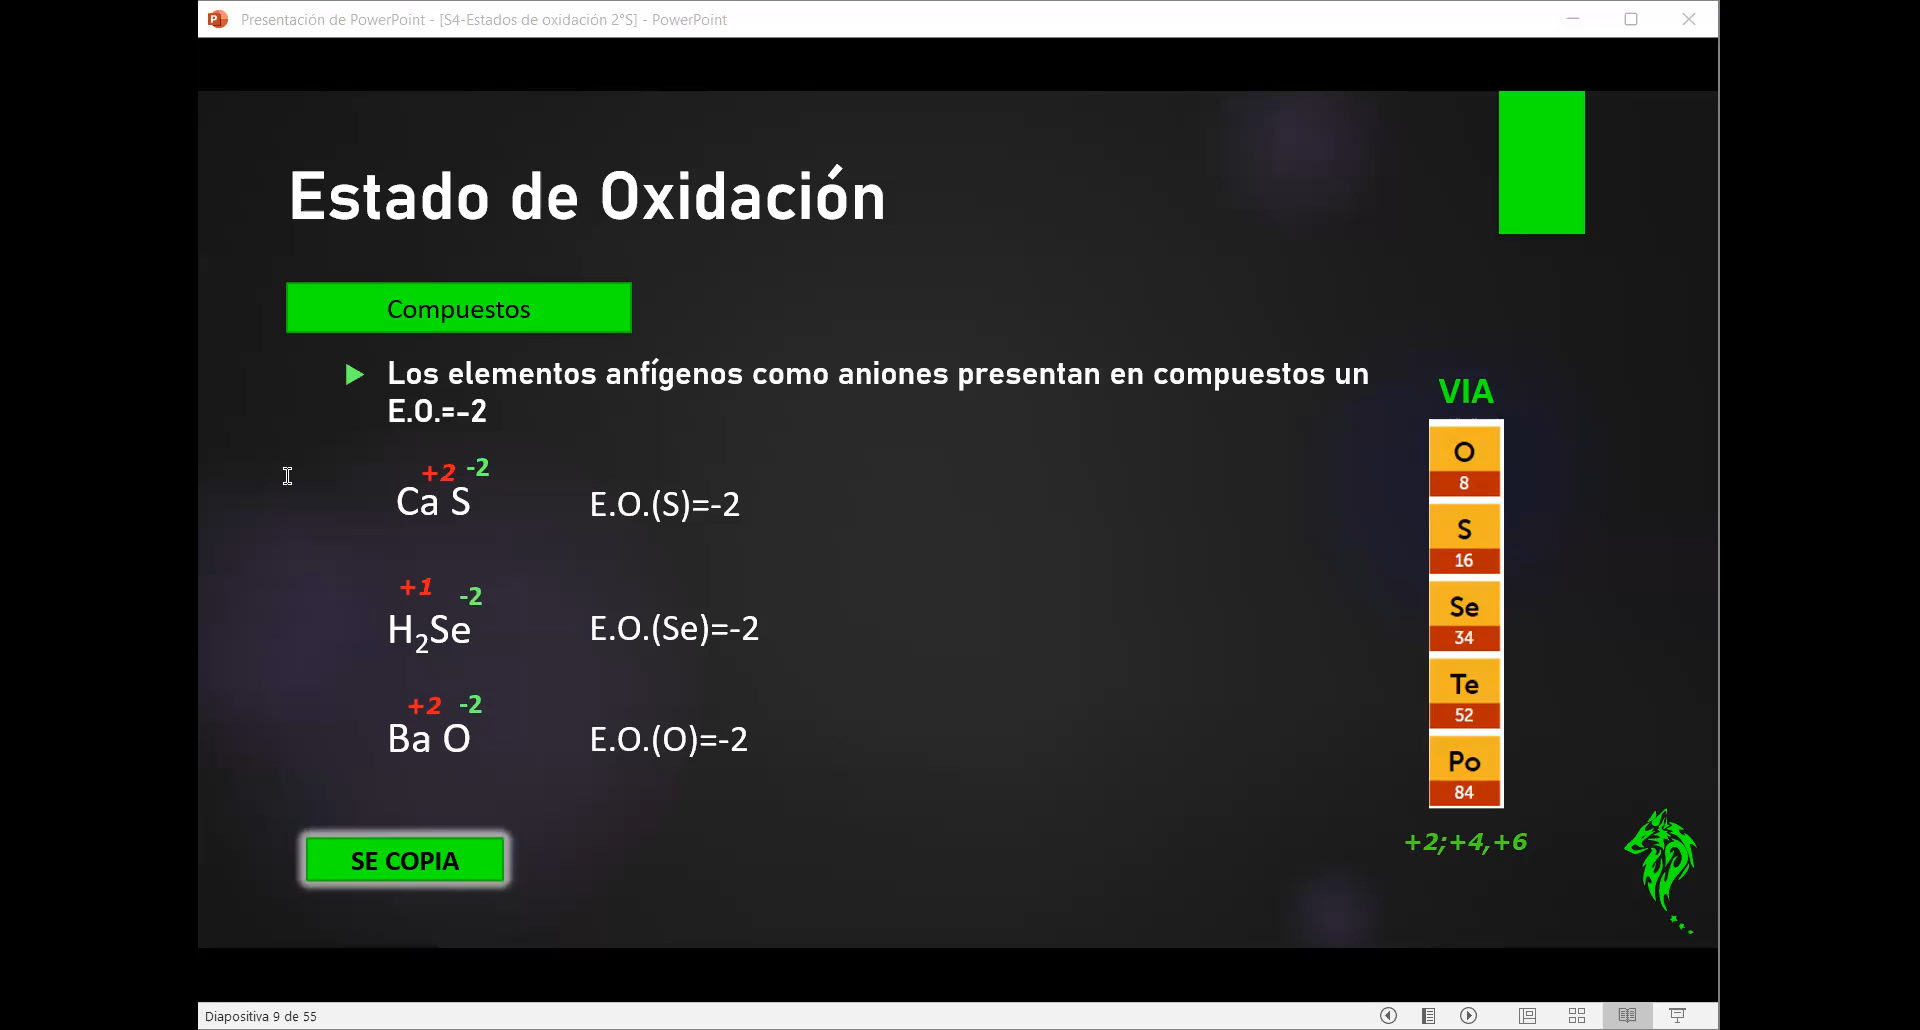 Presentación de PowerPoint - [S4-Estados de oxidación 2°S] - PowerPoint
Estado de Oxidación
Compuestos
Los elementos anfígenos como aniones presentan en compuestos un
E.O.=-2
+2 -2
Ca S E.O.(S)=-2
+1 -2
H₂Se E.O.(Se)=-2
+2 -2
Ba O E.O.(O)=-2
SE COPIA
VIA
O
8
S
16
Se
34
Te
52
Po
84
+2;+4,+6
Diapositiva 9 de 55